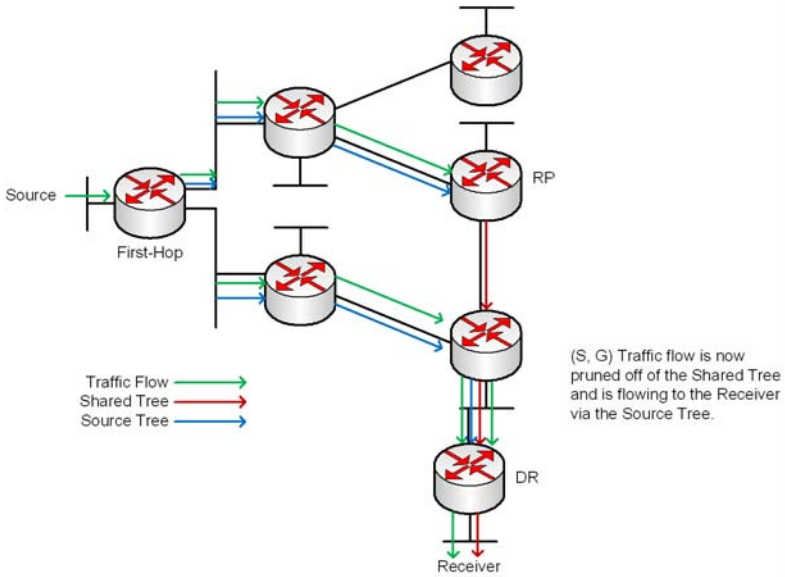 RP
Source
First-Hop
(S, G) Traffic flow is now
pruned off of the Shared Tree
and is flowing to the Receiver
via the Source Tree.
Traffic Flow
Shared Tree
Source Tree
DR
Receiver